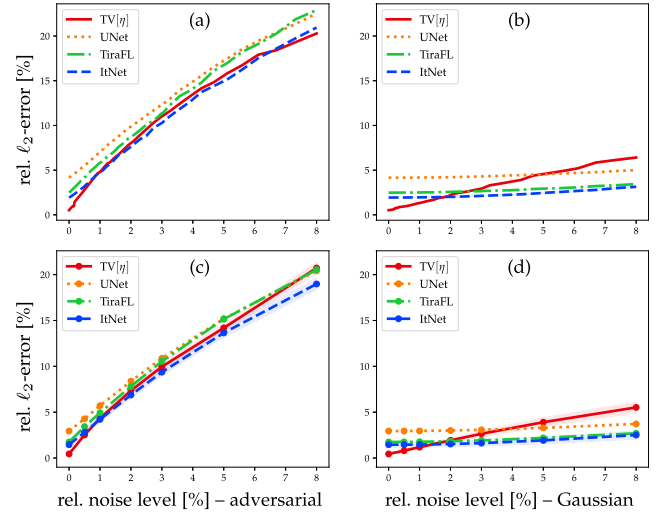 (a)
TV[η]
UNet
TiraFL
ItNet
rel. ℓ2-error [%]
20
15
10
5
0
0 1 2 3 4 5 6 7 8
(b)
TV[η]
UNet
TiraFL
ItNet
20
15
10
5
0
0 1 2 3 4 5 6 7 8
(c)
TV[η]
UNet
TiraFL
ItNet
rel. ℓ2-error [%]
20
15
10
5
0
0 1 2 3 4 5 6 7 8
rel. noise level [%] – adversarial
(d)
TV[η]
UNet
TiraFL
ItNet
20
15
10
5
0
0 1 2 3 4 5 6 7 8
rel. noise level [%] – Gaussian